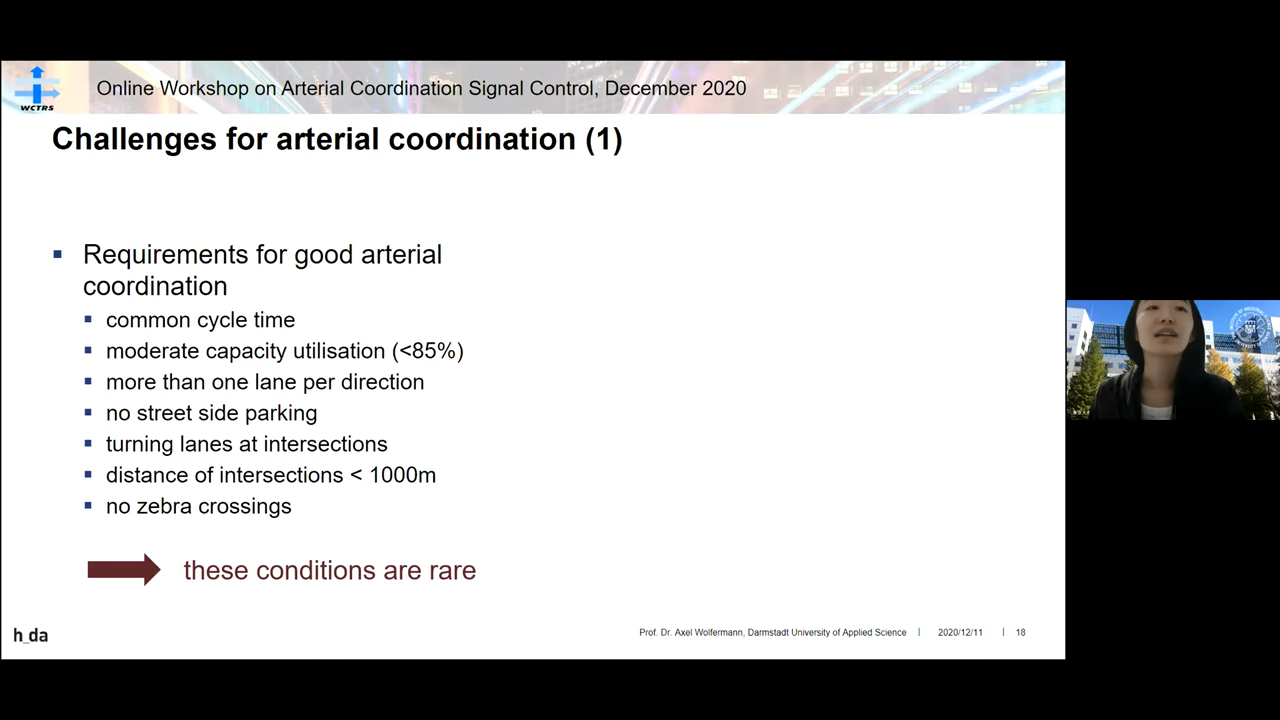 WCTRS
Online Workshop on Arterial Coordination Signal Control, December 2020
Challenges for arterial coordination (1)
Requirements for good arterial
coordination
common cycle time
moderate capacity utilisation (<85%)
more than one lane per direction
no street side parking
turning lanes at intersections
distance of intersections < 1000m
no zebra crossings
these conditions are rare
h_da
Prof. Dr. Axel Wolfermann, Darmstadt University of Applied Science | 2020/12/11 | 18